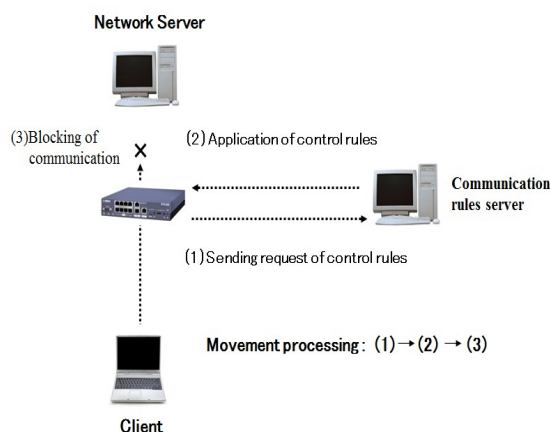 Network Server
(3)Blocking of
communication
(2) Application of control rules
Communication
rules server
(1)Sending request of control rules
Movement processing: (1)→(2) → (3)
Client